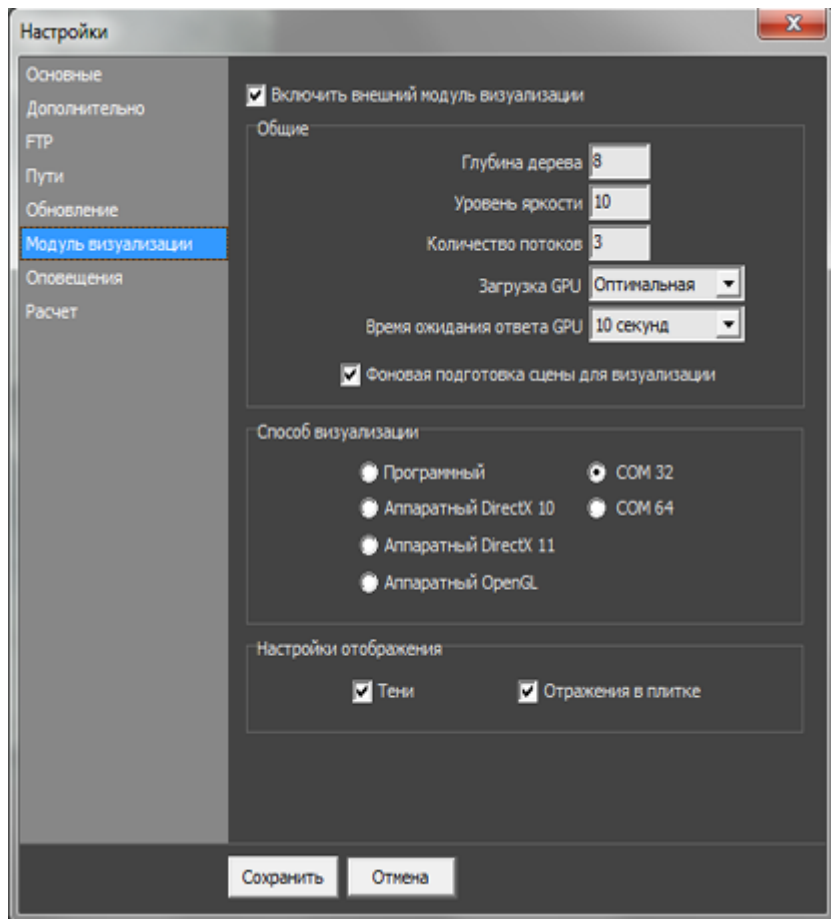 Настройки
Основные
Дополнительно
FTP
Пути
Обновление
Модуль визуализации
Оповещения
Расчет
Включить внешний модуль визуализации
Общие
Глубина дерева 8
Уровень яркости 10
Количество потоков 3
Загрузка GPU Оптимальная
Время ожидания ответа GPU 10 секунд
Фоновая подготовка сцены для визуализации
Способ визуализации
Программный COM 32
Аппаратный DirectX 10 COM 64
Аппаратный DirectX 11
Аппаратный OpenGL
Настройки отображения
Тени Отражения в плитке
Сохранить Отмена